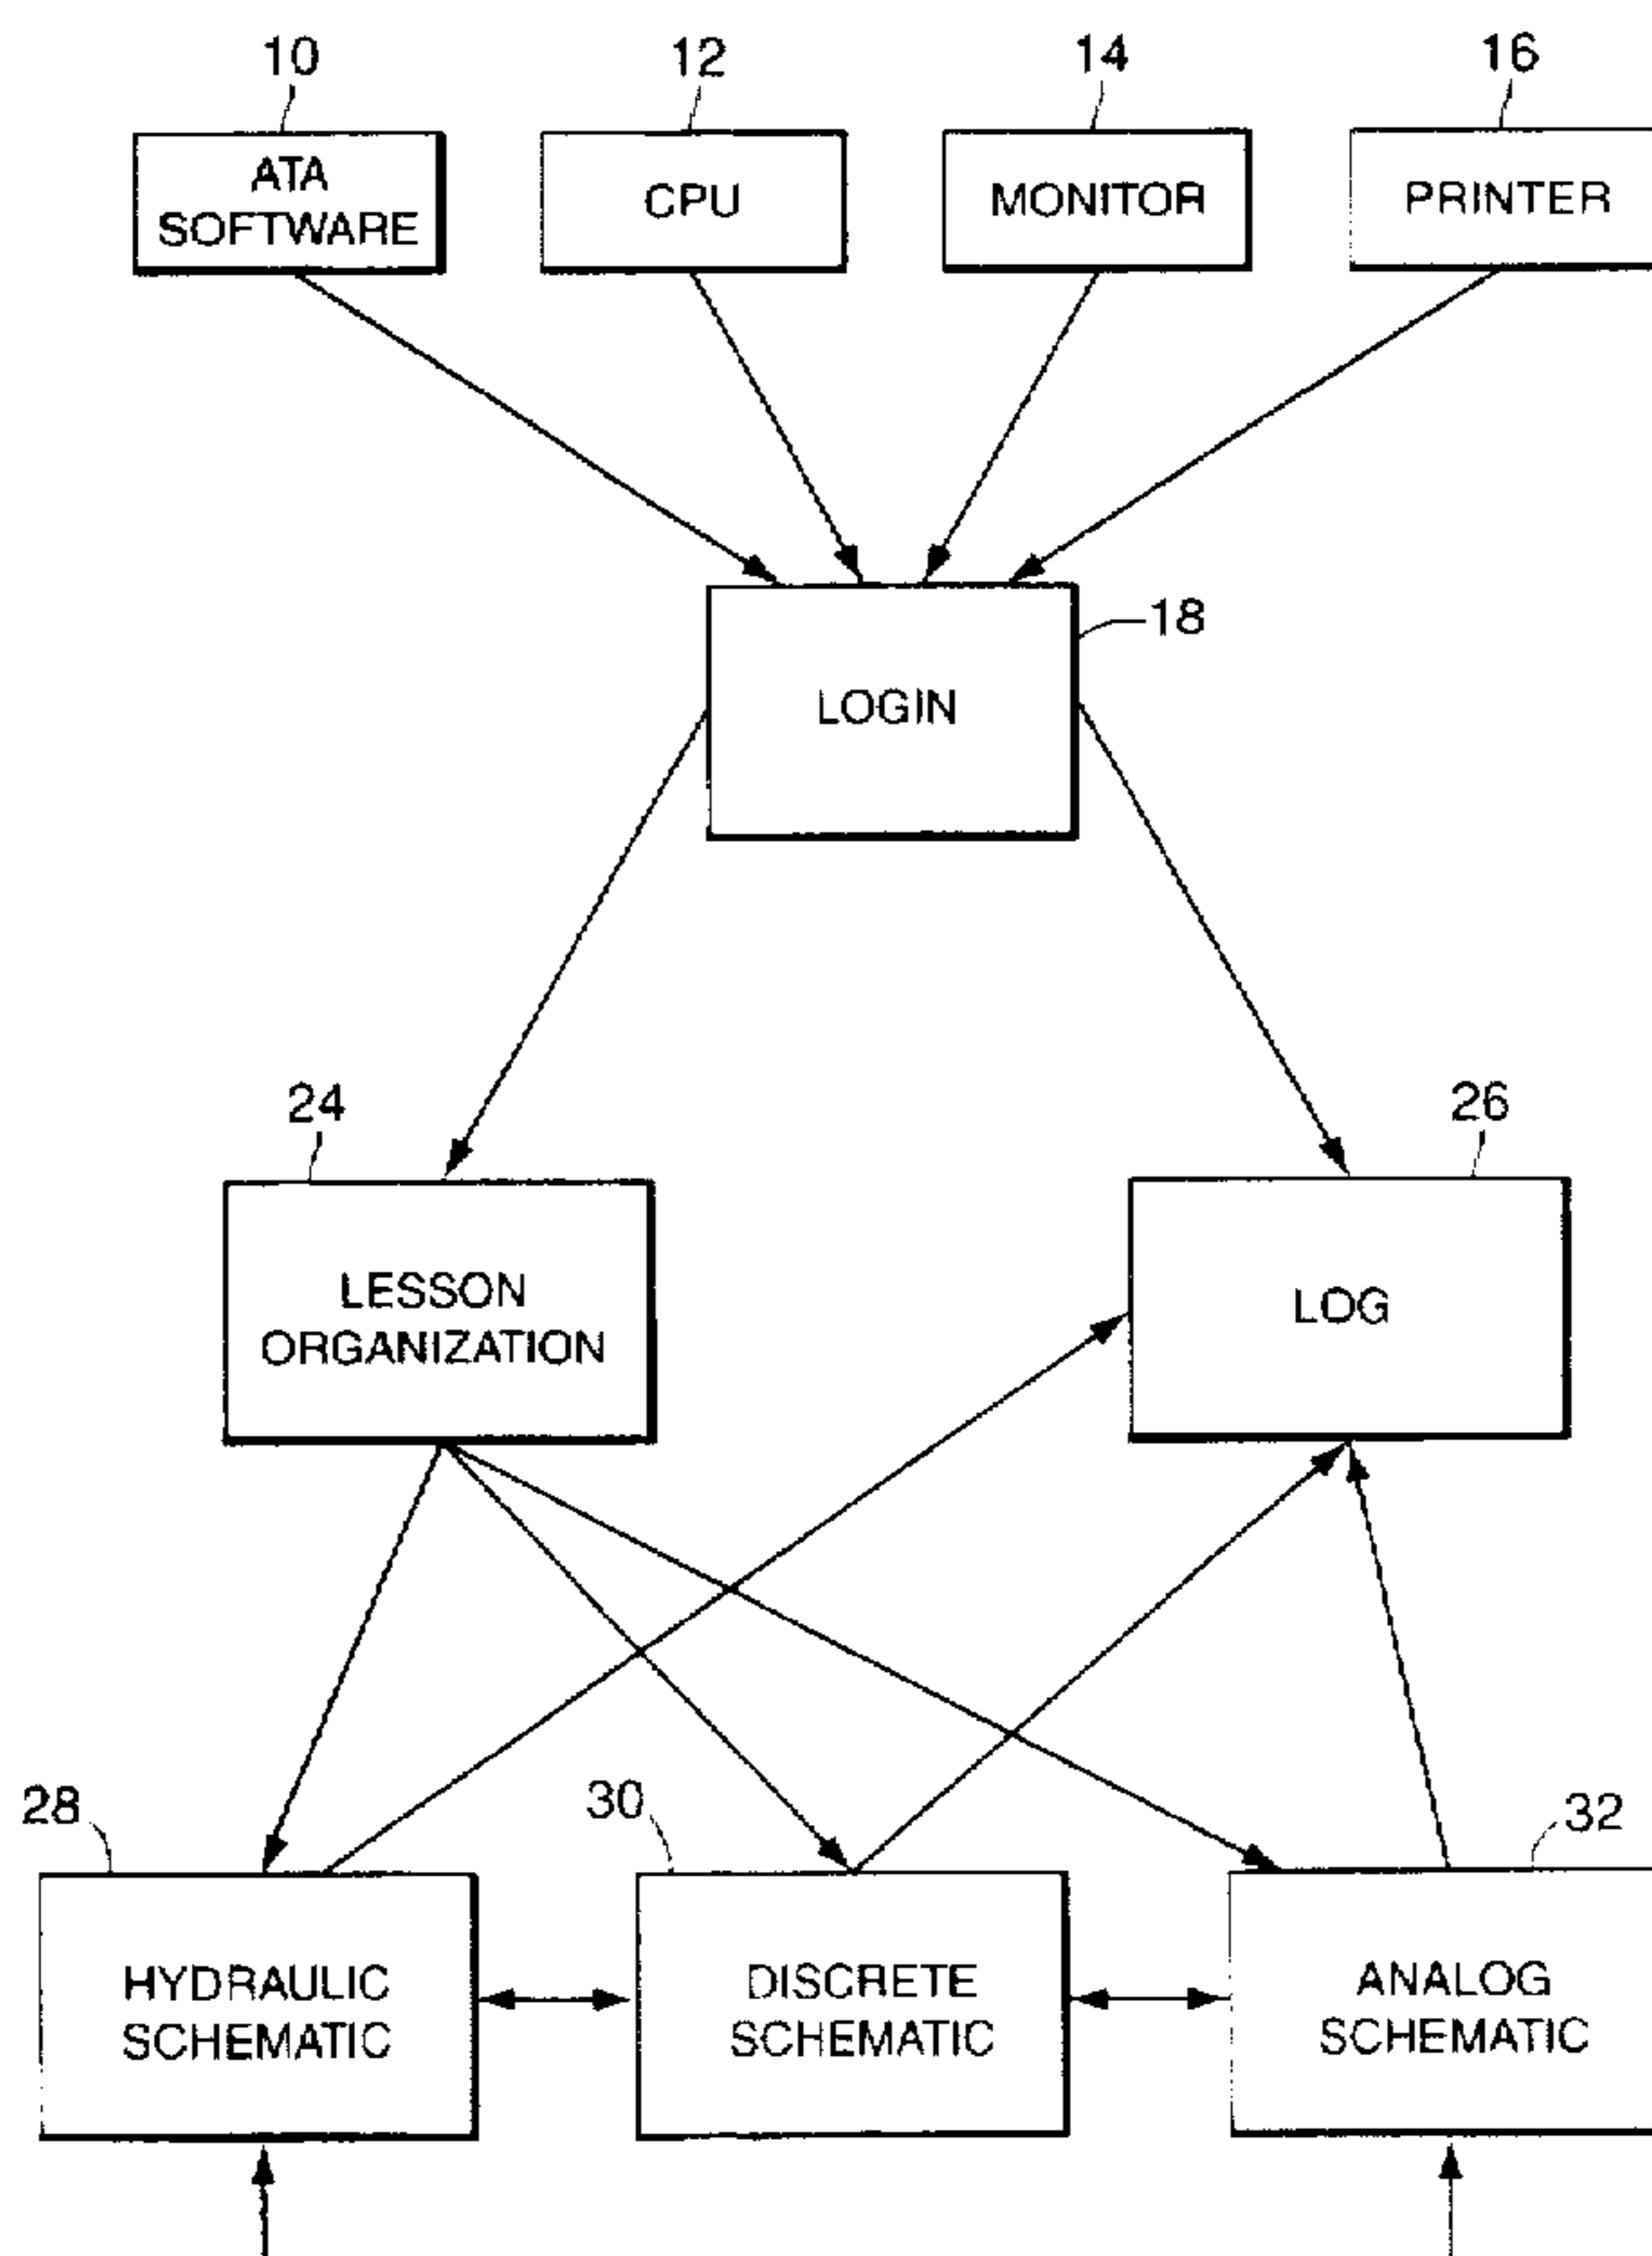 10
12
14
16
ATA
SOFTWARE
CPU
MONITOR
PRINTER
18
LOGIN
24
26
LESSON
ORGANIZATION
LOG
28
30
32
HYDRAULIC
SCHEMATIC
DISCRETE
SCHEMATIC
ANALOG
SCHEMATIC